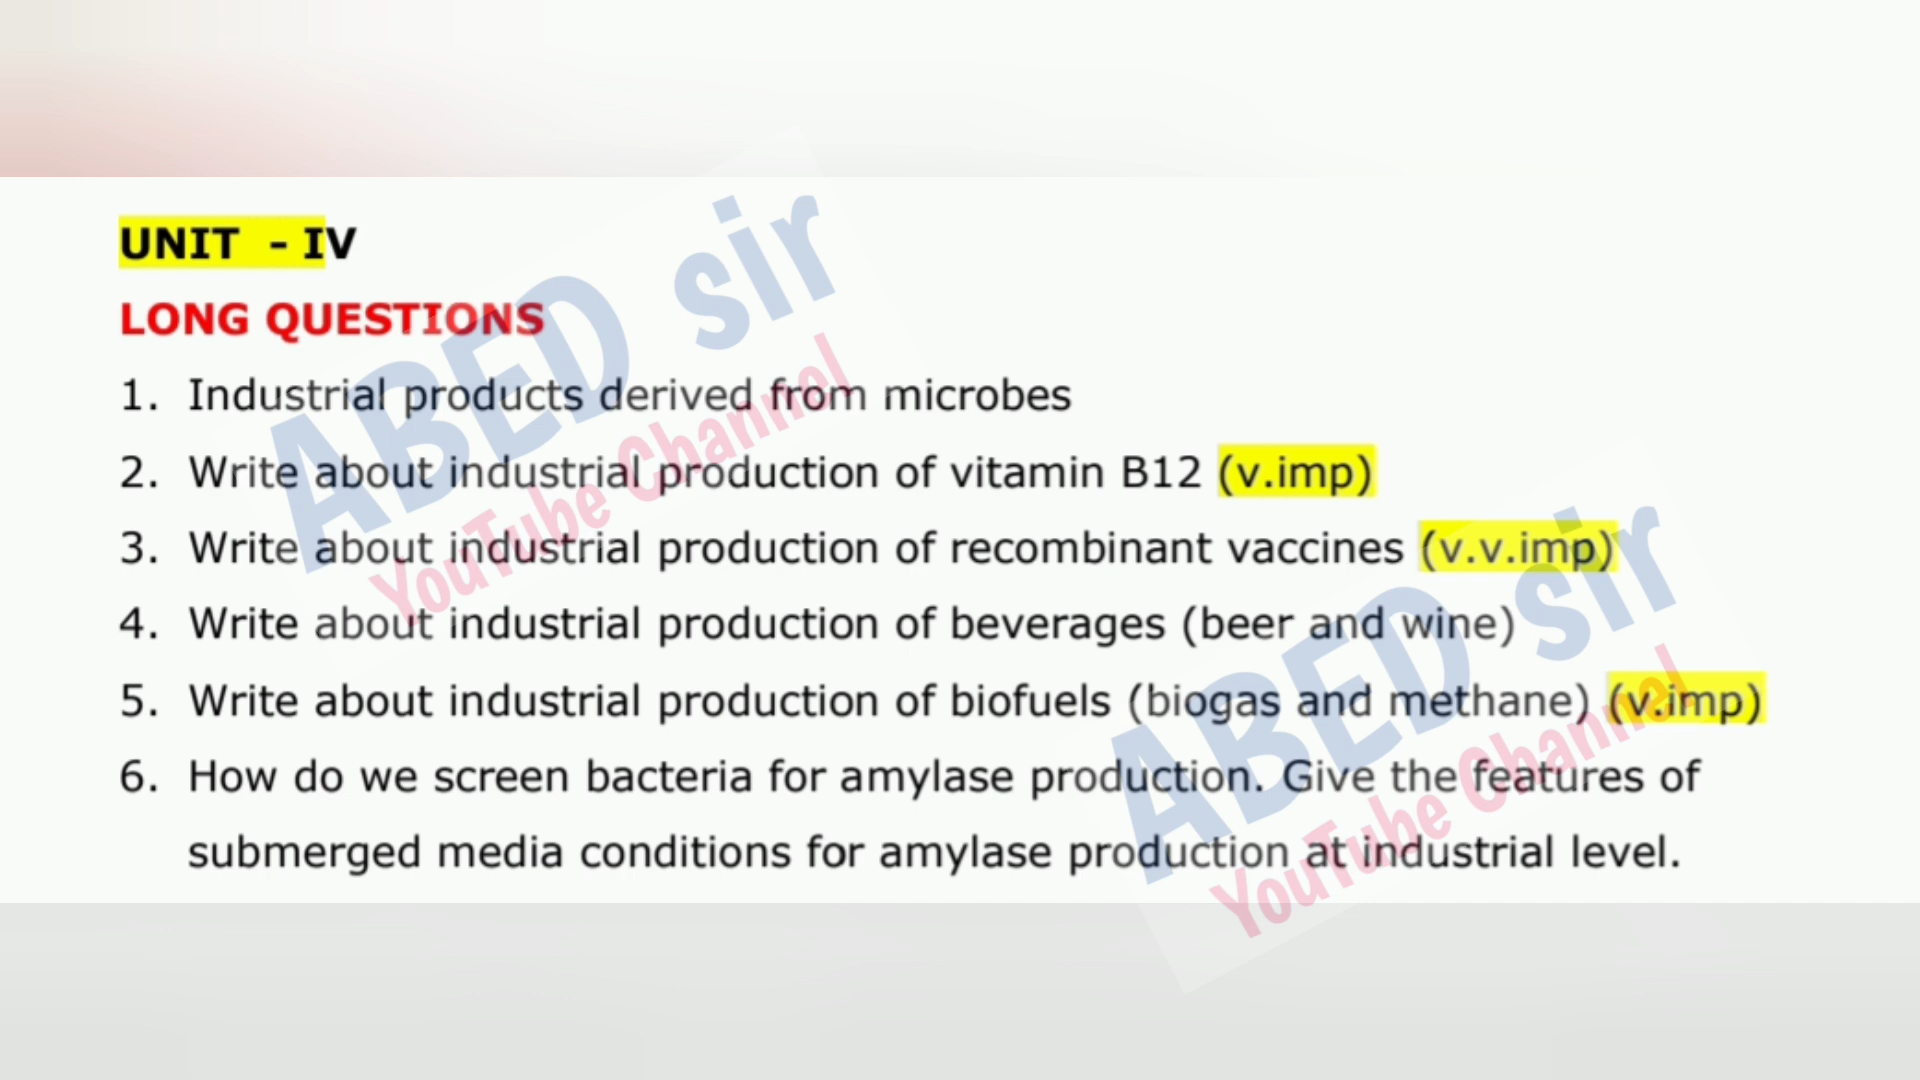 UNIT - IV
LONG QUESTIONS
1. Industrial products derived from microbes
2. Write about industrial production of vitamin B12 (v.imp)
3. Write about industrial production of recombinant vaccines (v.v.imp)
4. Write about industrial production of beverages (beer and wine)
5. Write about industrial production of biofuels (biogas and methane) (v.imp)
6. How do we screen bacteria for amylase production. Give the features of
submerged media conditions for amylase production at industrial level.
ABED sir
YouTube Channel
ABED sir
YouTube Channel